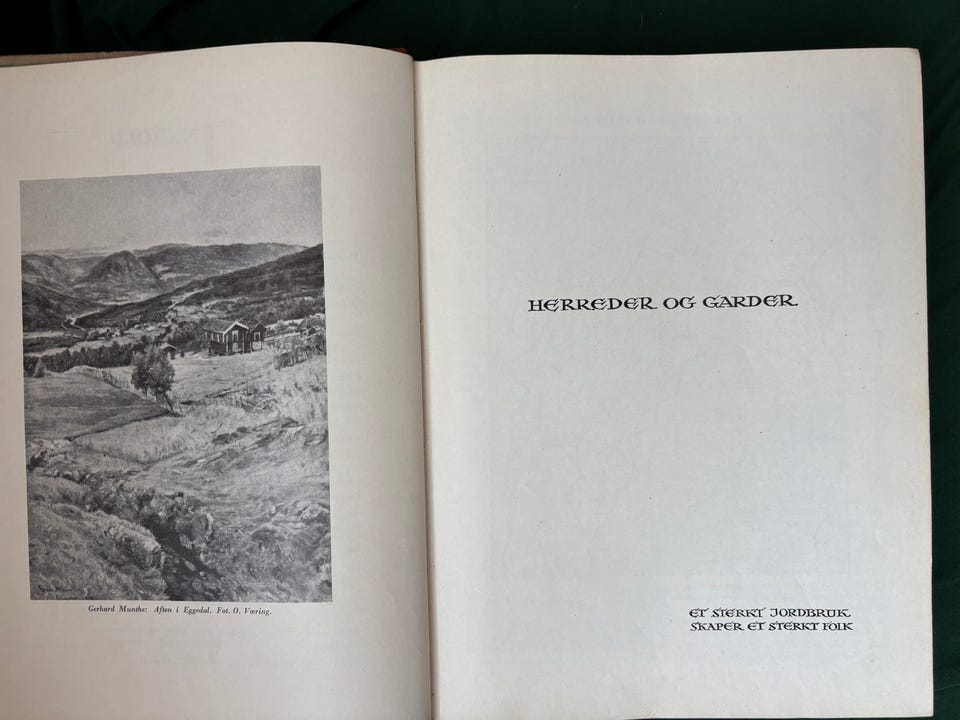 Gerhard Munthe: Aften i Eggedal. Fot. O. Væring.
HERREDER OG GARDER
ET STERKT JORDBRUK
SKAPER ET STERKT FOLK